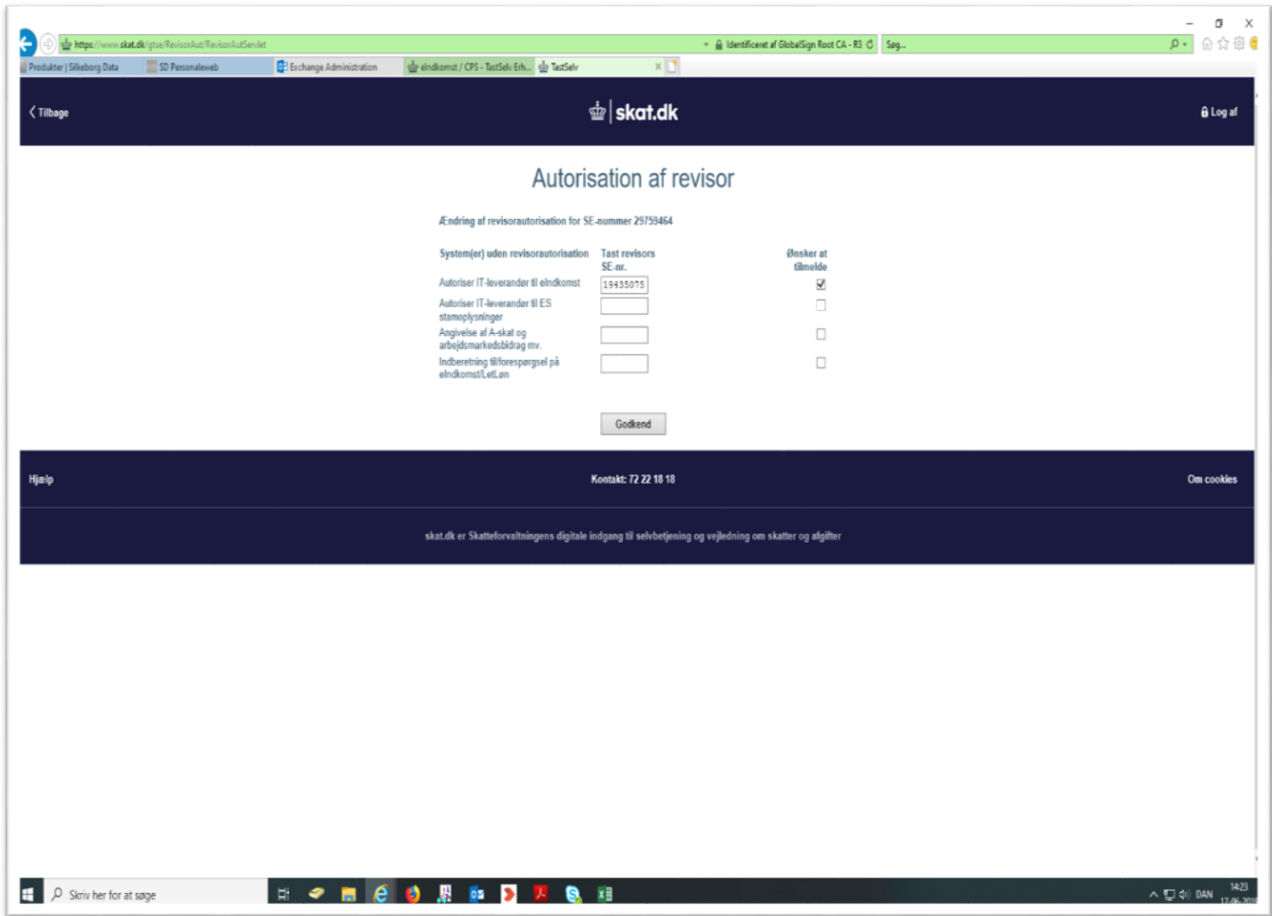 https://www.skat.dk/gtse/RevisorAut/RevisorAutServlet
Identificeret af GlobalSign Root CA - R3
Søg...
Produkter | Silkeborg Data
SD Personaleweb
Exchange Administration
eIndkomst / CPS - TastSelv Erh...
TastSelv
Tilbage
skat.dk
Log af
Autorisation af revisor
Ændring af revisorautorisation for SE-nummer 29759464
System(er) uden revisorautorisation
Tast revisors
SE-nr.
Ønsker at
tilmelde
Autoriser IT-leverandør til eIndkomst
19435075
Autoriser IT-leverandør til ES
stamoplysninger
Angivelse af A-skat og
arbejdsmarkedsbidrag mv.
Indberetning til/forespørgsel på
eIndkomst/LetLøn
Godkend
Hjælp
Kontakt: 72 22 18 18
Om cookies
skat.dk er Skatteforvaltningens digitale indgang til selvbetjening og vejledning om skatter og afgifter
Skriv her for at søge
DAN
14:23